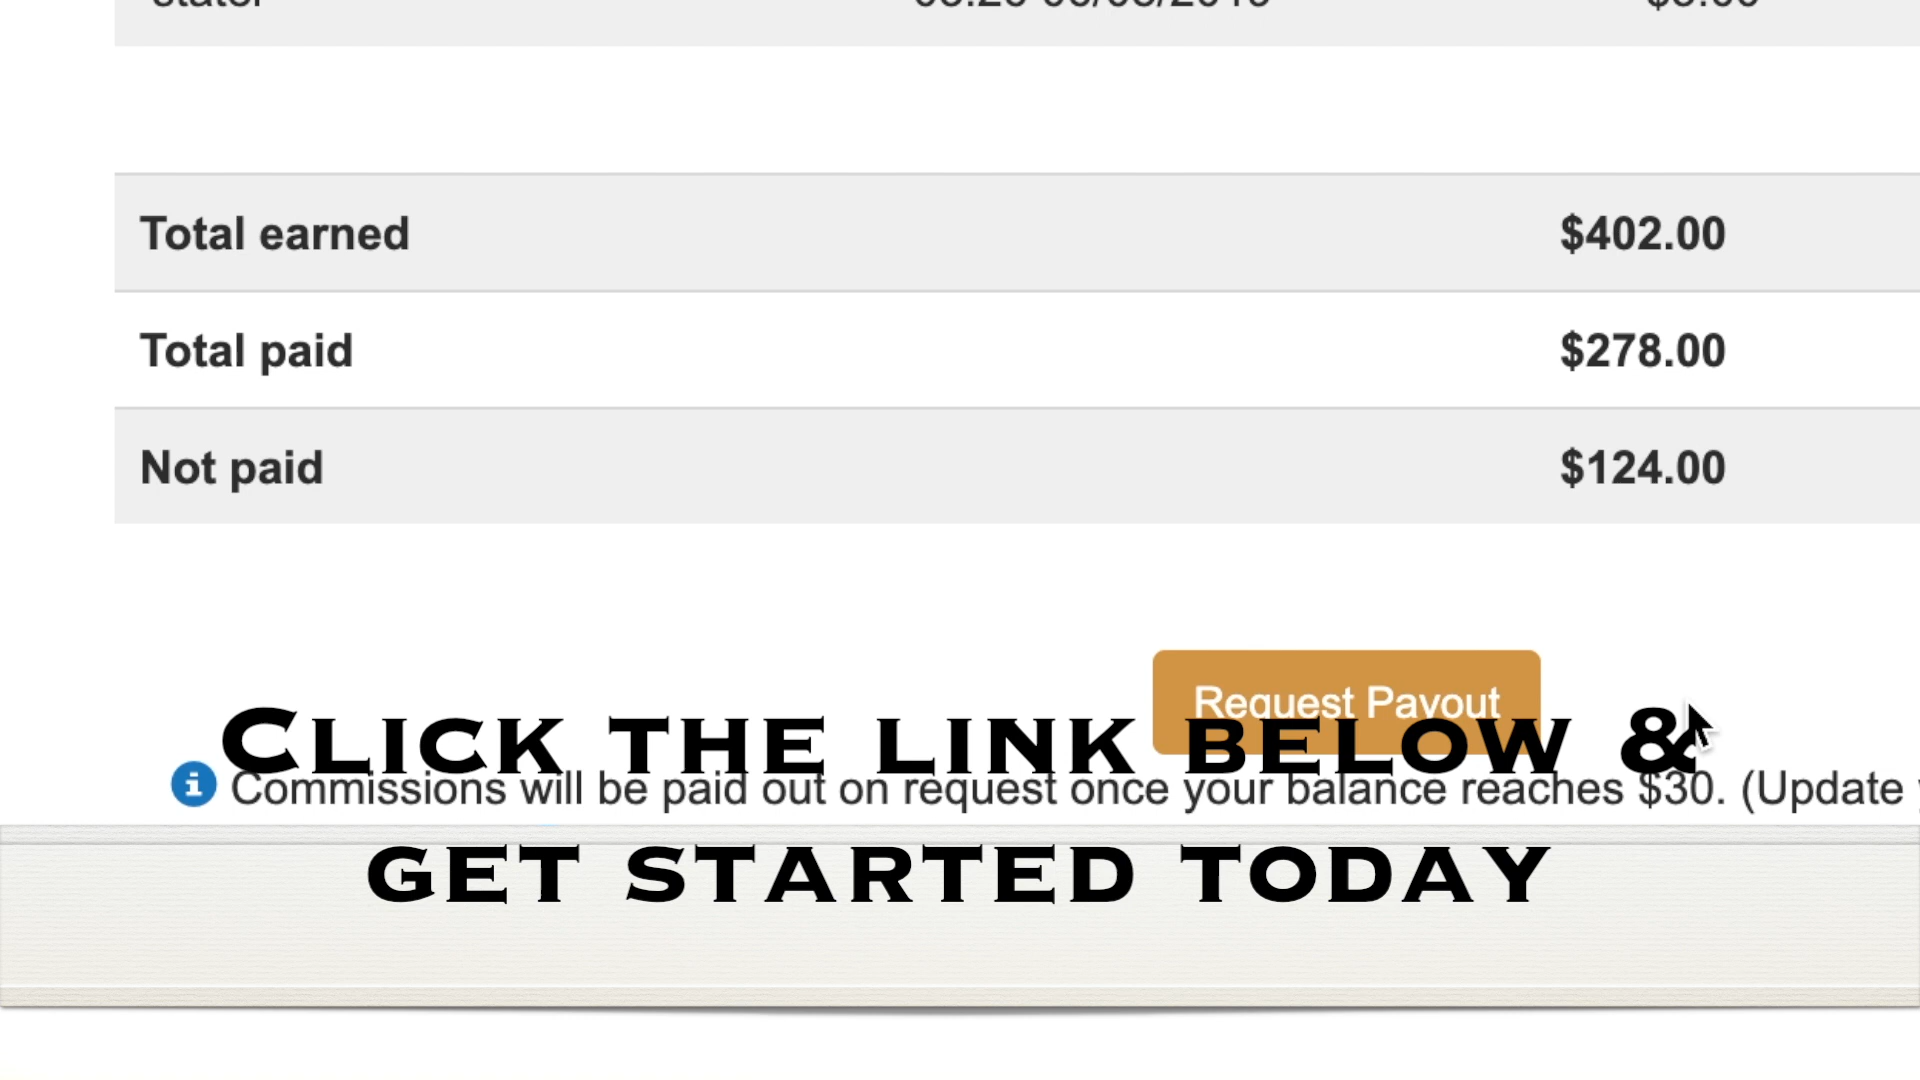 Total earned $402.00
Total paid $278.00
Not paid $124.00
Request Payout
Click the link below &
Commissions will be paid out on request once your balance reaches $30. (Update
get started today